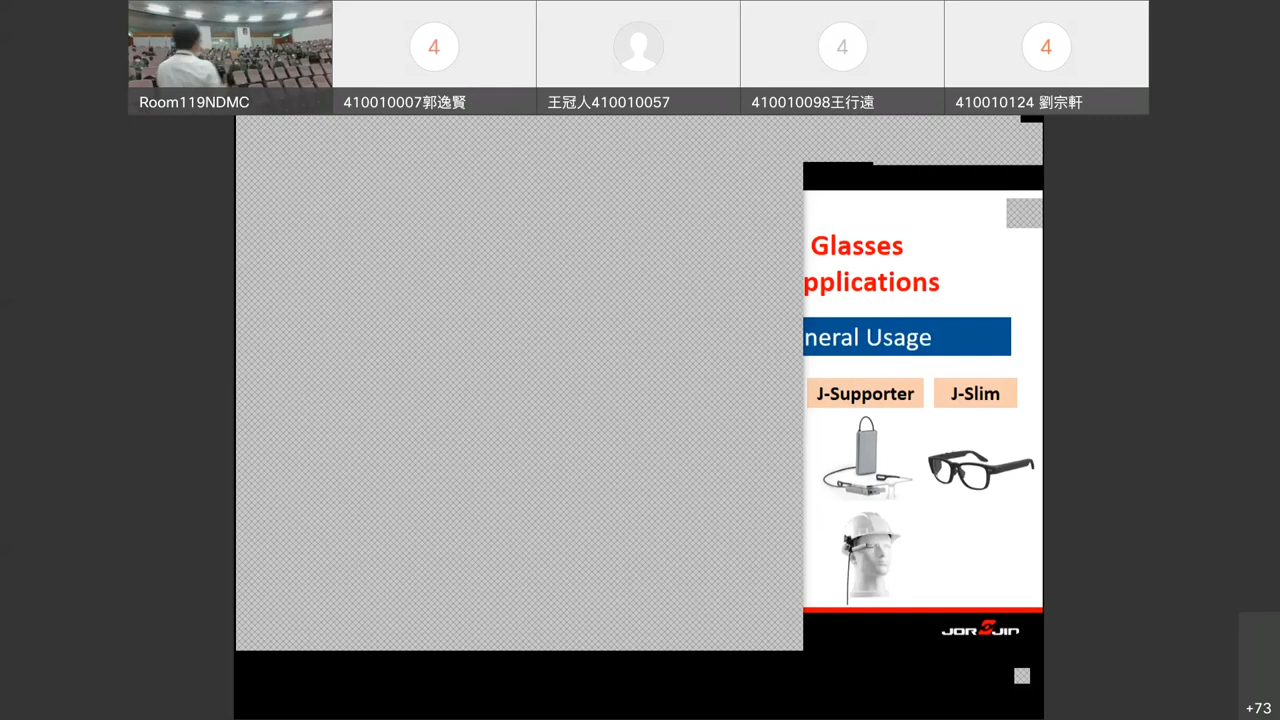 4
4
4
Room119NDMC
410010007郭逸賢
王冠人410010057
410010098王行遠
410010124 劉宗軒
Glasses
pplications
neral Usage
J-Supporter
J-Slim
JORJIN
+73